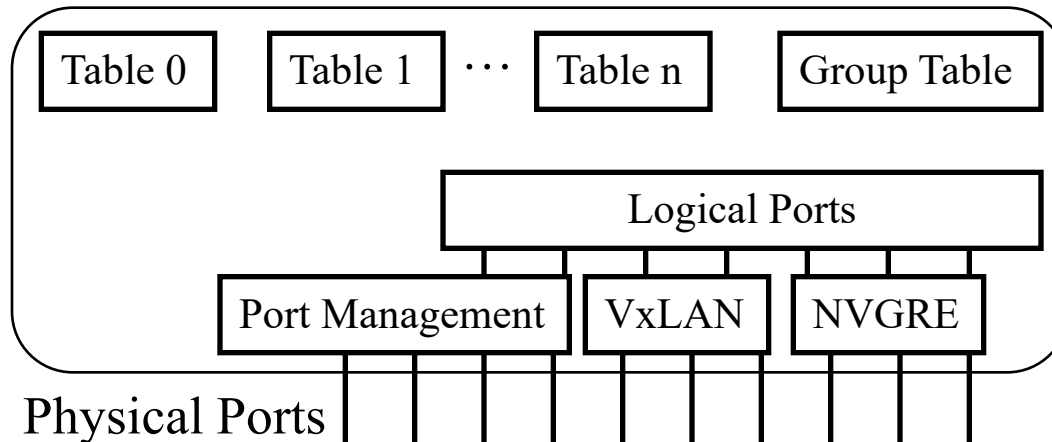 Table 0 Table 1 ··· Table n Group Table
Logical Ports
Port Management VxLAN NVGRE
Physical Ports